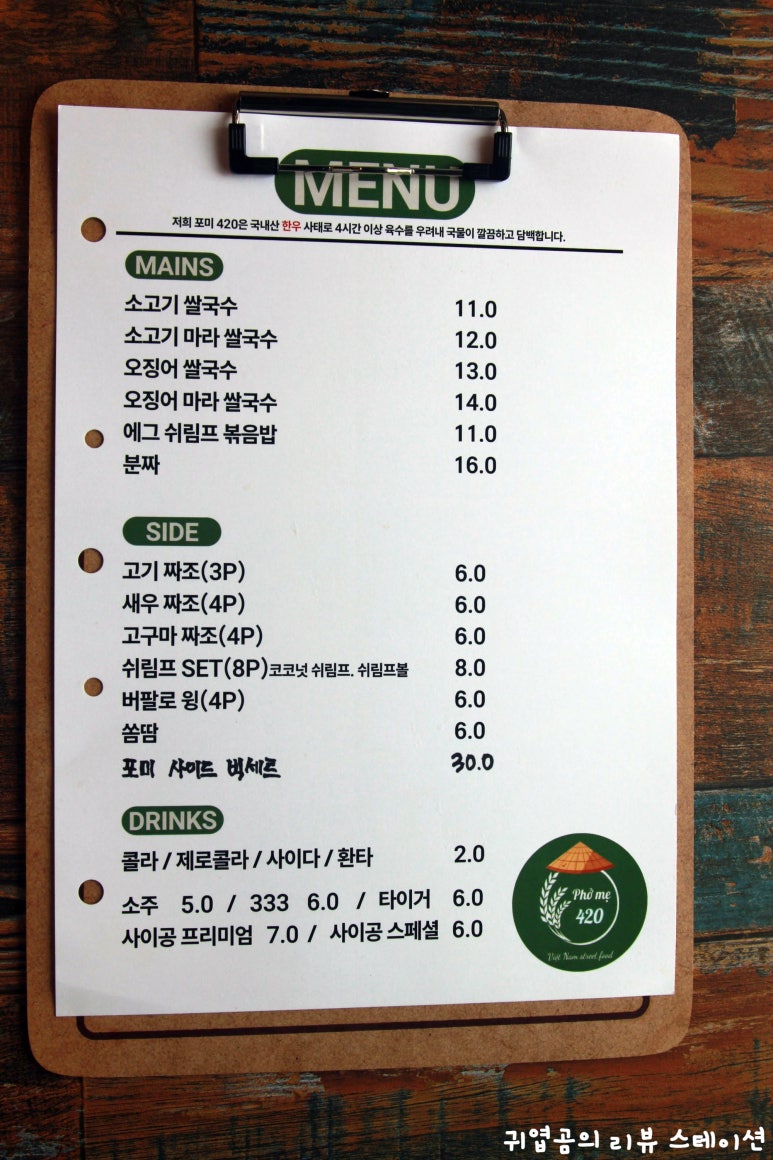 MENU
저희 포미 420은 국내산 한우 사태로 4시간 이상 육수를 우려내 국물이 깔끔하고 담백합니다.
MAINS
소고기 쌀국수 11.0
소고기 마라 쌀국수 12.0
오징어 쌀국수 13.0
오징어 마라 쌀국수 14.0
에그 쉬림프 볶음밥 11.0
분짜 16.0
SIDE
고기 짜조(3P) 6.0
새우 짜조(4P) 6.0
고구마 짜조(4P) 6.0
쉬림프 SET(8P)코코넛 쉬림프. 쉬림프볼 8.0
버팔로 윙(4P) 6.0
쏨땀 6.0
포미 사이드 빅세트 30.0
DRINKS
콜라 / 제로콜라 / 사이다 / 환타 2.0
소주 5.0 / 333 6.0 / 타이거 6.0
사이공 프리미엄 7.0 / 사이공 스페셜 6.0
Phở mẹ
420
Việt Nam street food
귀엽곰의 리뷰 스테이션